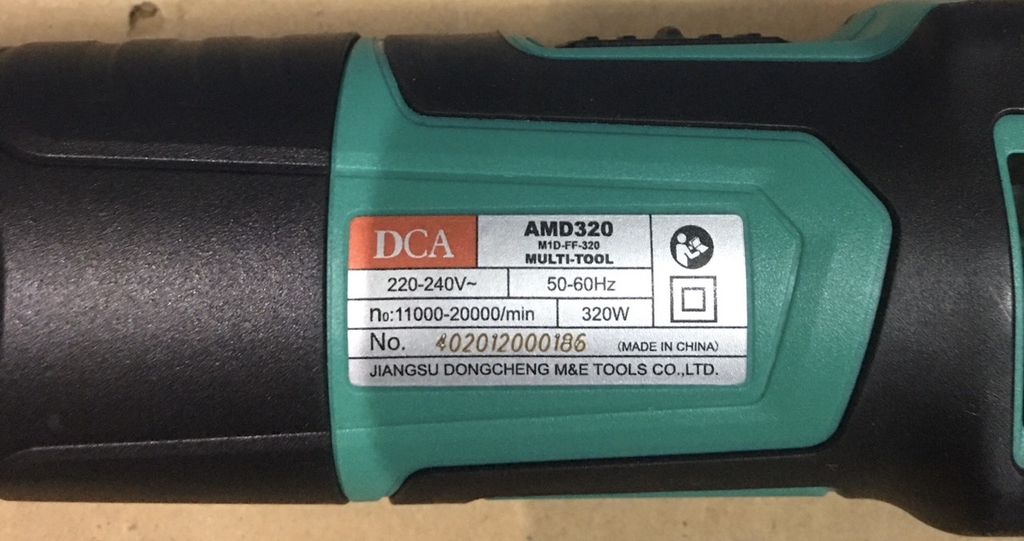 DCA
AMD320
M1D-FF-320
MULTI-TOOL
220-240V~ 50-60Hz
n₀:11000-20000/min 320W
No. 402012000186 (MADE IN CHINA)
JIANGSU DONGCHENG M&E TOOLS CO.,LTD.